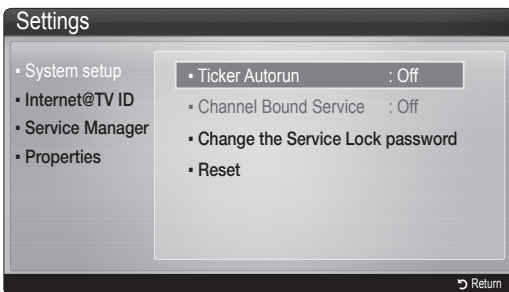 Settings
▪ System setup
▪ Internet@TV ID
▪ Service Manager
▪ Properties
▪ Ticker Autorun : Off
▪ Channel Bound Service : Off
▪ Change the Service Lock password
▪ Reset
Return